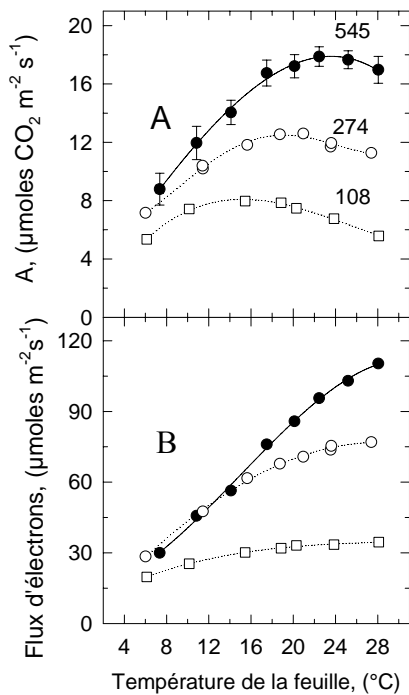 20
545
16
A
274
12
8
108
4
0
A, (µmoles CO2 m-2 s-1)
120
90
B
60
30
0
Flux d'électrons, (µmoles m-2s-1)
4 8 12 16 20 24 28
Température de la feuille, (°C)